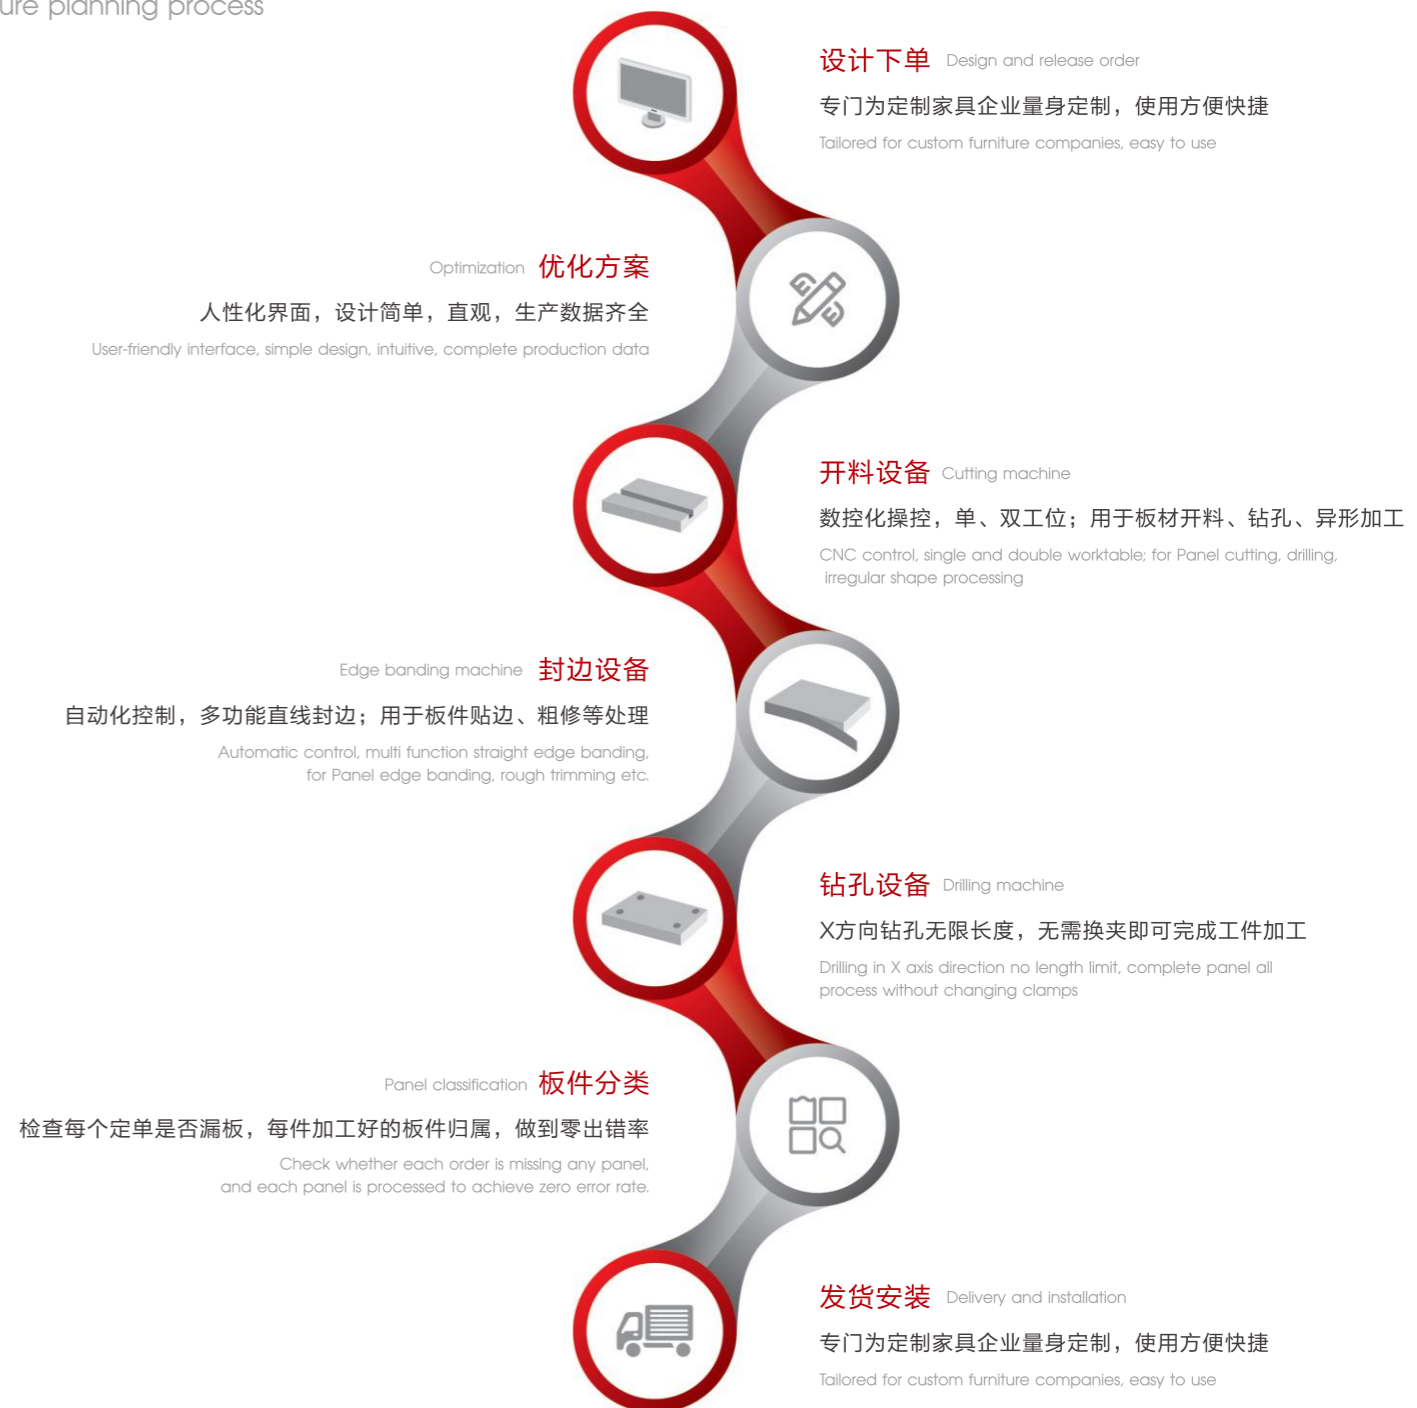 ure planning process
设计下单 Design and release order
专门为定制家具企业量身定制，使用方便快捷
Tailored for custom furniture companies, easy to use
Optimization 优化方案
人性化界面，设计简单，直观，生产数据齐全
User-friendly interface, simple design, intuitive, complete production data
开料设备 Cutting machine
数控化操控，单、双工位；用于板材开料、钻孔、异形加工
CNC control, single and double worktable; for Panel cutting, drilling,
irregular shape processing
Edge banding machine 封边设备
自动化控制，多功能直线封边；用于板件贴边、粗修等处理
Automatic control, multi function straight edge banding,
for Panel edge banding, rough trimming etc.
钻孔设备 Drilling machine
X方向钻孔无限长度，无需换夹即可完成工件加工
Drilling in X axis direction no length limit, complete panel all
process without changing clamps
Panel classification 板件分类
检查每个定单是否漏板，每件加工好的板件归属，做到零出错率
Check whether each order is missing any panel,
and each panel is processed to achieve zero error rate.
发货安装 Delivery and installation
专门为定制家具企业量身定制，使用方便快捷
Tailored for custom furniture companies, easy to use